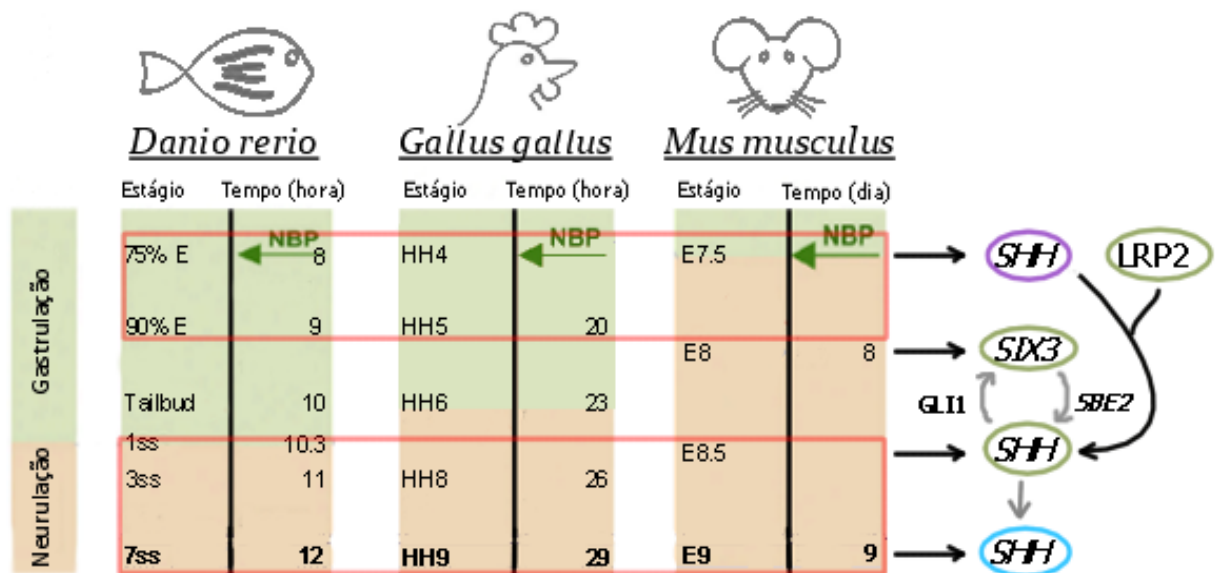 Danio rerio Gallus gallus Mus musculus
Estágio Tempo (hora) Estágio Tempo (hora) Estágio Tempo (dia)
NBP NBP NBP
75% E 8 HH4 E7.5 SHH LRP2
90% E 9 HH5 20
E8 8 SIX3
Gastrulação
Tailbud 10 HH6 23 GLI1 SBE2
1ss 10.3
E8.5 SHH
3ss 11 HH8 26
Neurulação
7ss 12 HH9 29 E9 9 SHH